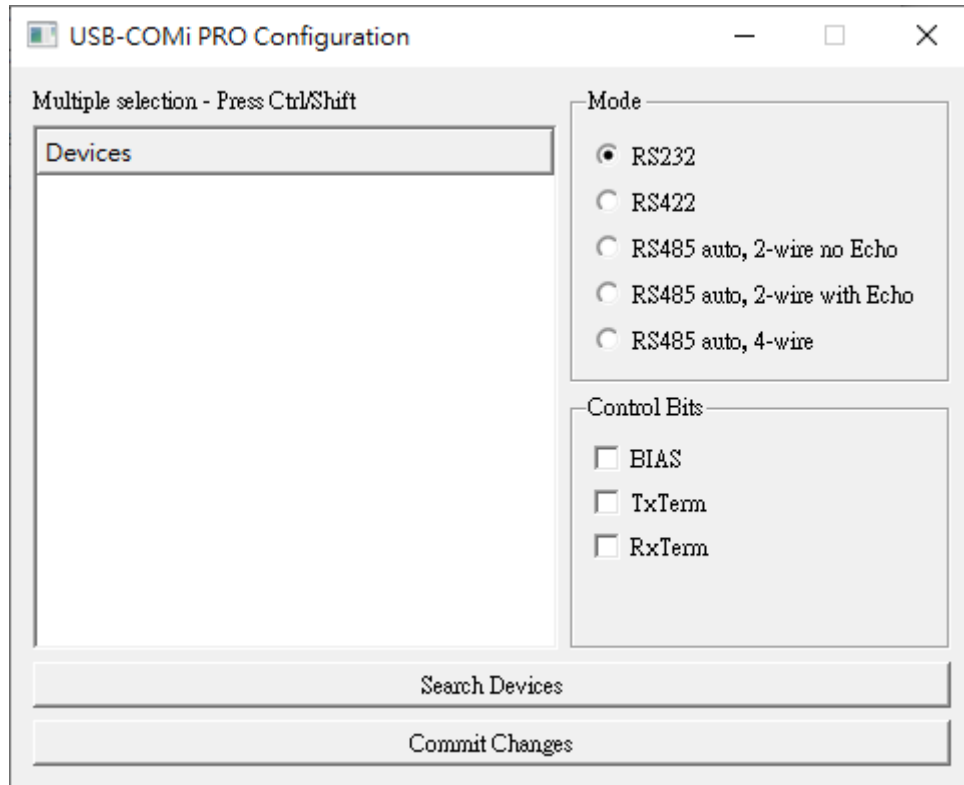 USB-COMi PRO Configuration
Multiple selection - Press Ctrl/Shift
Devices
Mode
RS232
RS422
RS485 auto, 2-wire no Echo
RS485 auto, 2-wire with Echo
RS485 auto, 4-wire
Control Bits
BIAS
TxTerm
RxTerm
Search Devices
Commit Changes